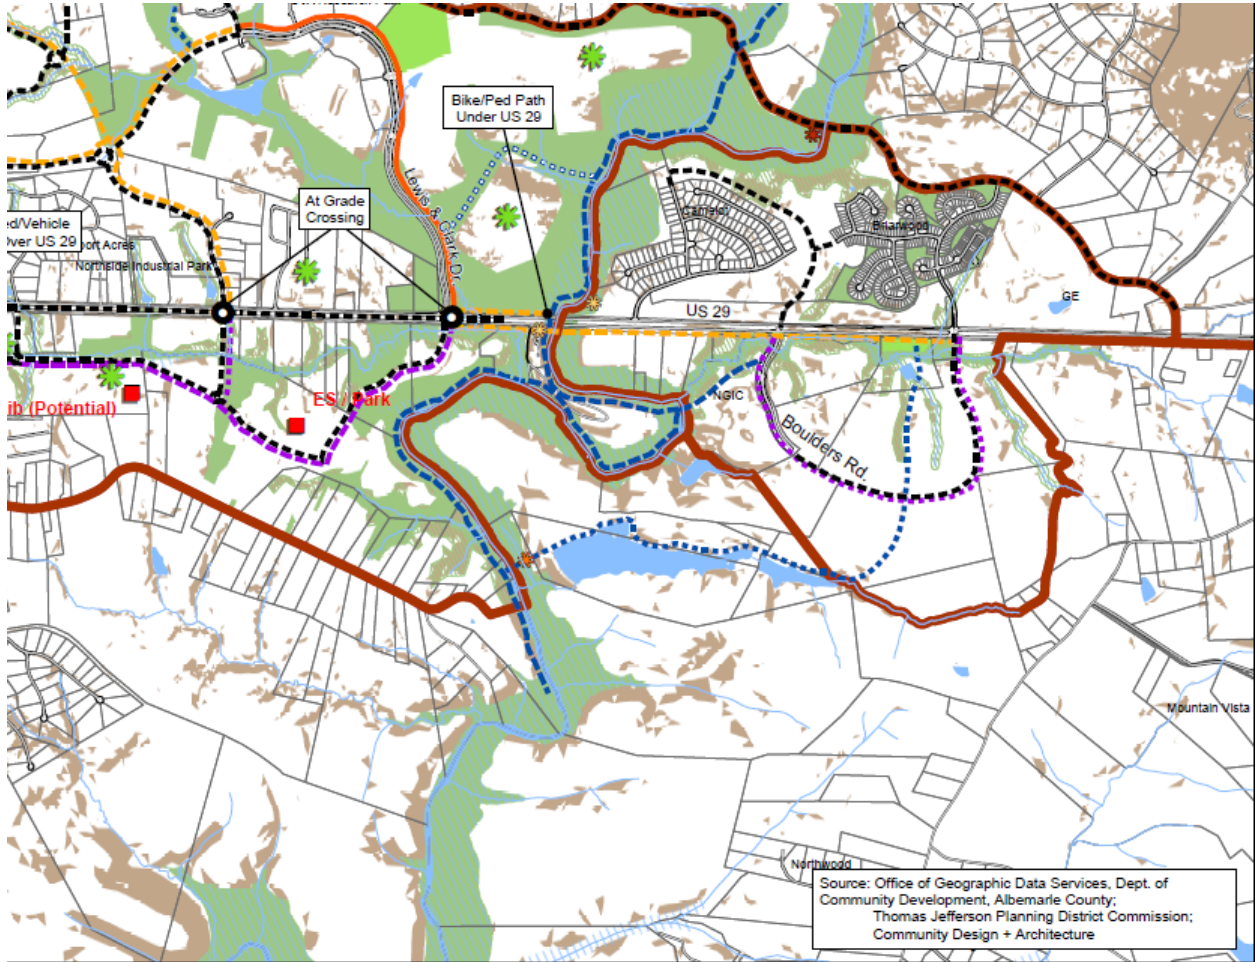 Bike/Ped Path
Under US 29
Lewis & Clark Dr.
At Grade
Crossing
Camelot
ed/Vehicle
Over US 29
port Acres
Briarwood
Northside Industrial Park
GE
US 29
ib (Potential)
ES / Park
NGIC
Boulders Rd.
Mountain Vista
Northwood
Source: Office of Geographic Data Services, Dept. of
Community Development, Albemarle County;
Thomas Jefferson Planning District Commission;
Community Design + Architecture